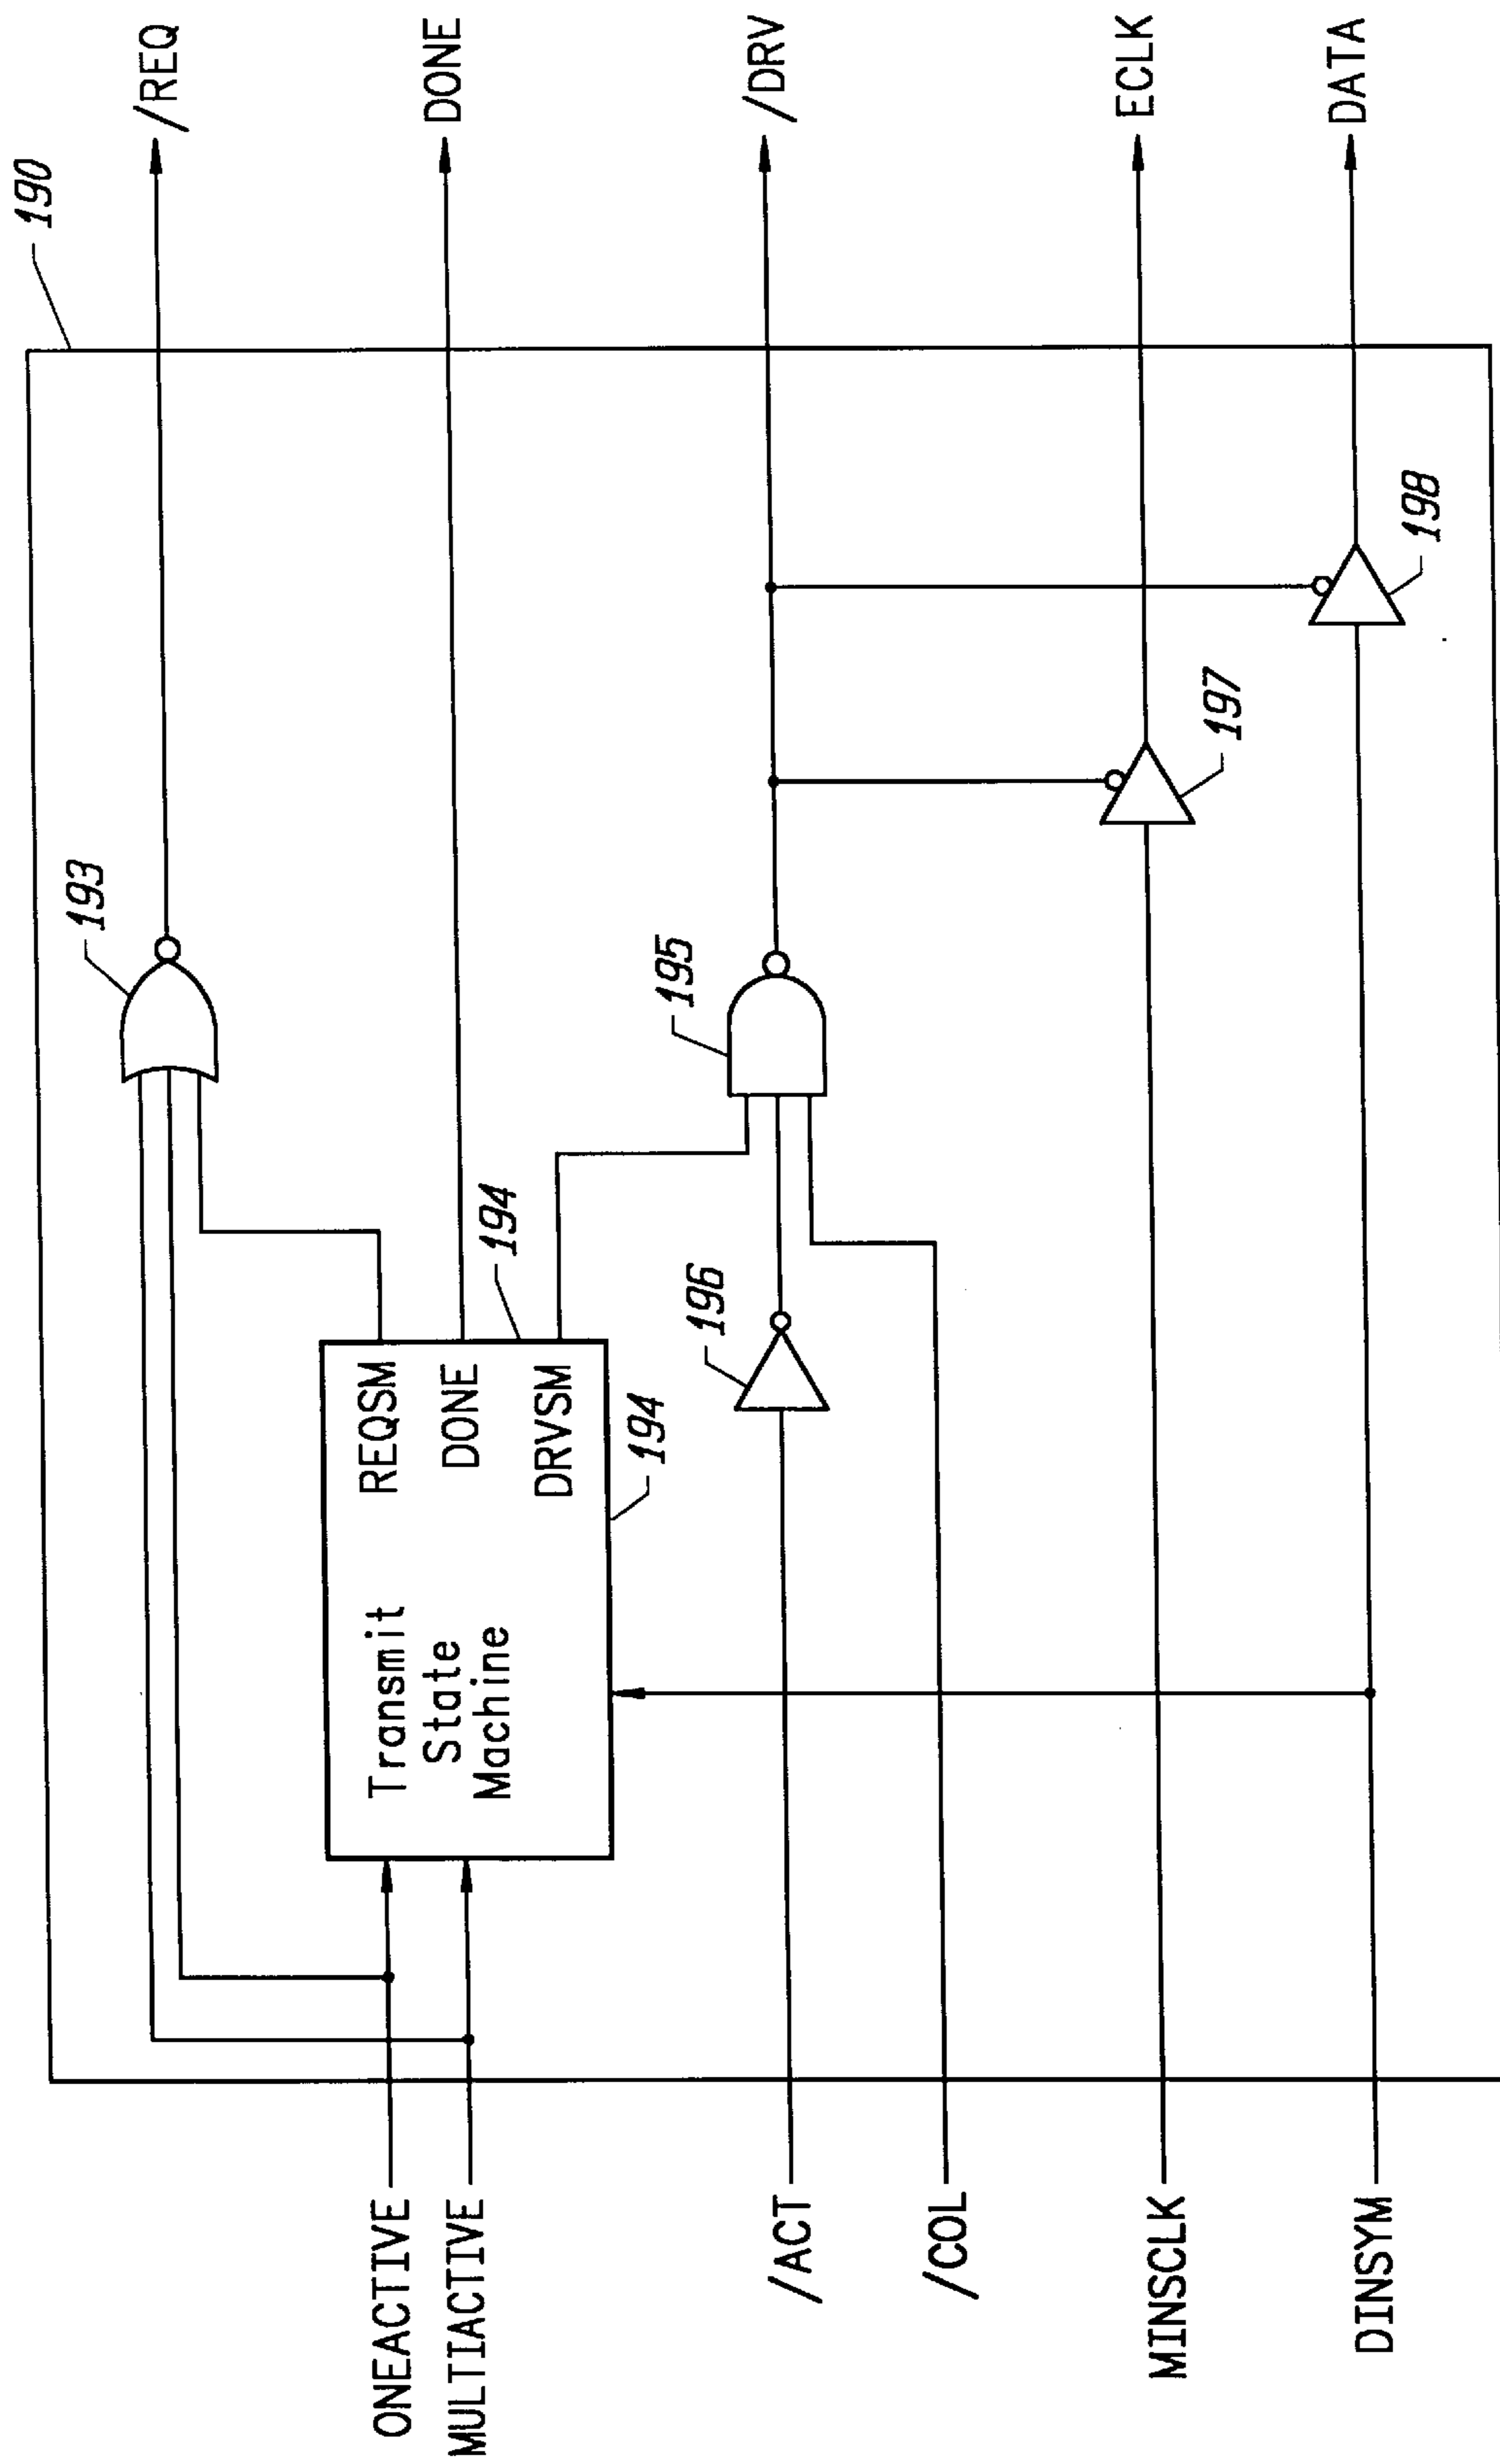 190
/REQ
DONE
/DRV
ECLK
DATA
193
REQSM
DONE
DRVSM
194
194
Transmit
State
Machine
195
196
197
198
ONEACTIVE
MULTIACTIVE
/ACT
/COL
MINSCLK
DINSYM